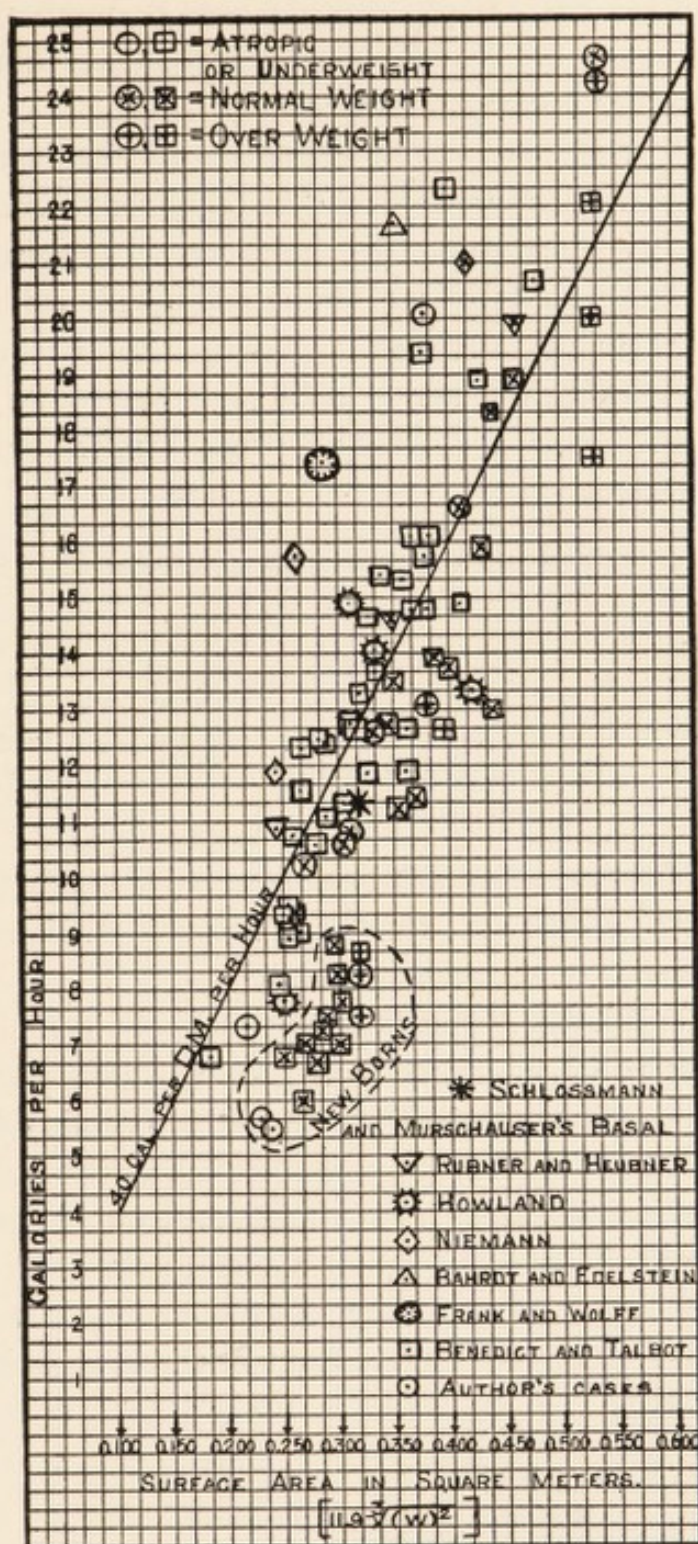 25
○, □ = ATROPIC
OR UNDERWEIGHT
24
⊗, ⊠ = NORMAL WEIGHT
⊕, ⊞ = OVER WEIGHT
23
22
21
20
19
18
17
16
15
14
13
12
11
10
9
8
7
6
5
4
3
2
1
CALORIES PER HOUR
40 CAL. PER DM. PER HOUR
NEW BORNS
SCHLOSSMANN
AND MURSCHAUSER'S BASAL
RUBNER AND HEUBNER
HOWLAND
NIEMANN
BAHRDT AND EDELSTEIN
FRANK AND WOLFF
BENEDICT AND TALBOT
AUTHOR'S CASES
0.100 0.150 0.200 0.250 0.300 0.350 0.400 0.450 0.500 0.550 0.600
SURFACE AREA IN SQUARE METERS.
[11.9 ∛(W)²]